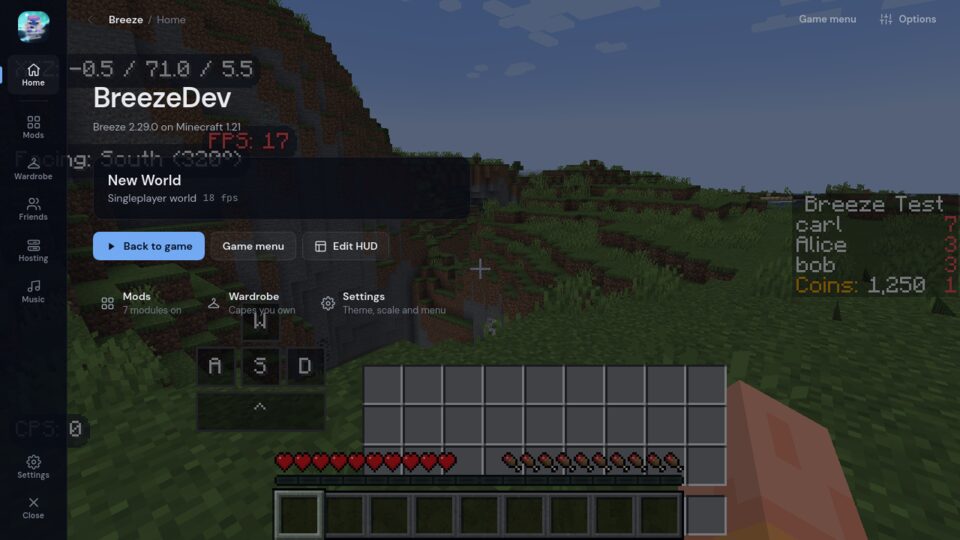 Breeze / Home
Game menu
Options
XYZ: -0.5 / 71.0 / 5.5
Home
BreezeDev
Breeze 2.29.0 on Minecraft 1.21
FPS: 17
Mods
Facing: South (320°)
Wardrobe
New World
Singleplayer world 18 fps
Friends
Breeze Test
carl 7
Alice 3
bob 3
Coins: 1,250 1
Hosting
Back to game
Game menu
Edit HUD
Music
Mods
7 modules on
Wardrobe
Capes you own
Settings
Theme, scale and menu
W
A S D
^
CPS: 0
Settings
Close